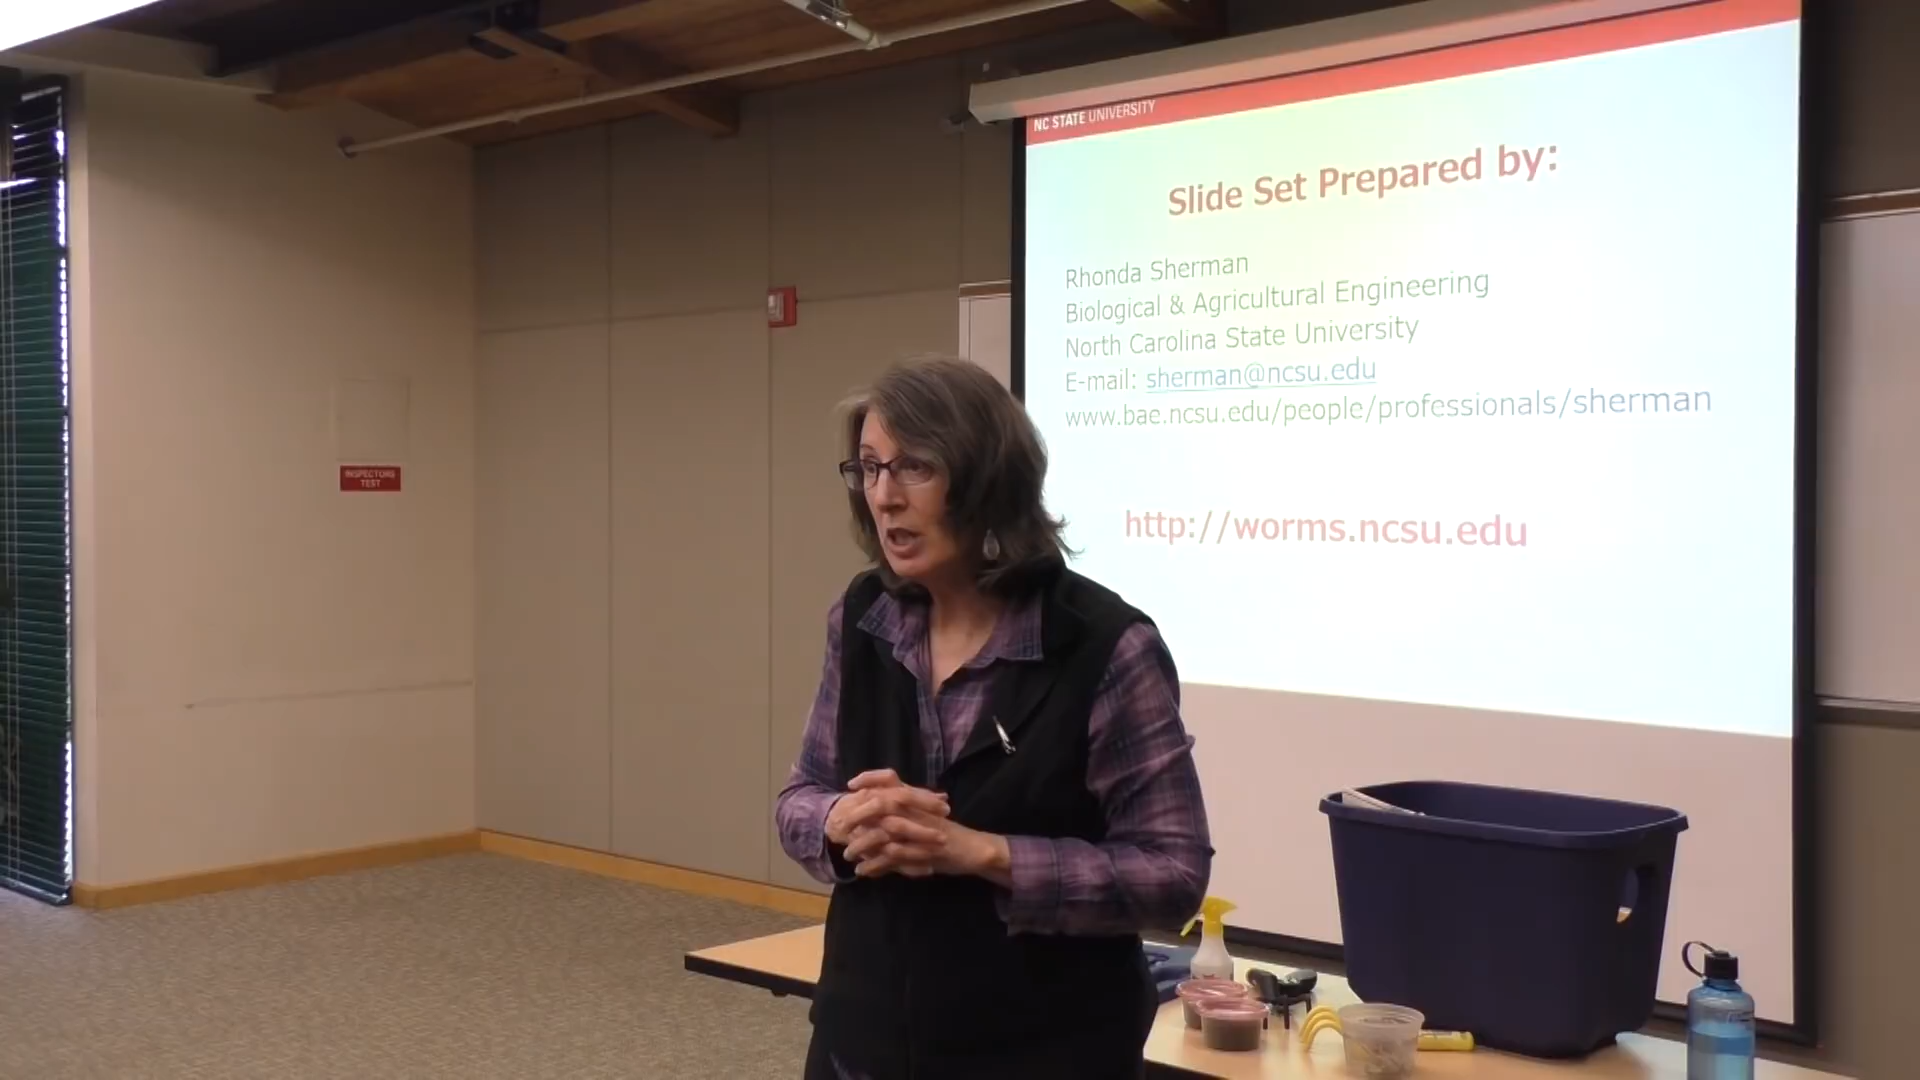 NC STATE UNIVERSITY
Slide Set Prepared by:
Rhonda Sherman
Biological & Agricultural Engineering
North Carolina State University
E-mail: sherman@ncsu.edu
www.bae.ncsu.edu/people/professionals/sherman
http://worms.ncsu.edu
INSPECTORS
TEST